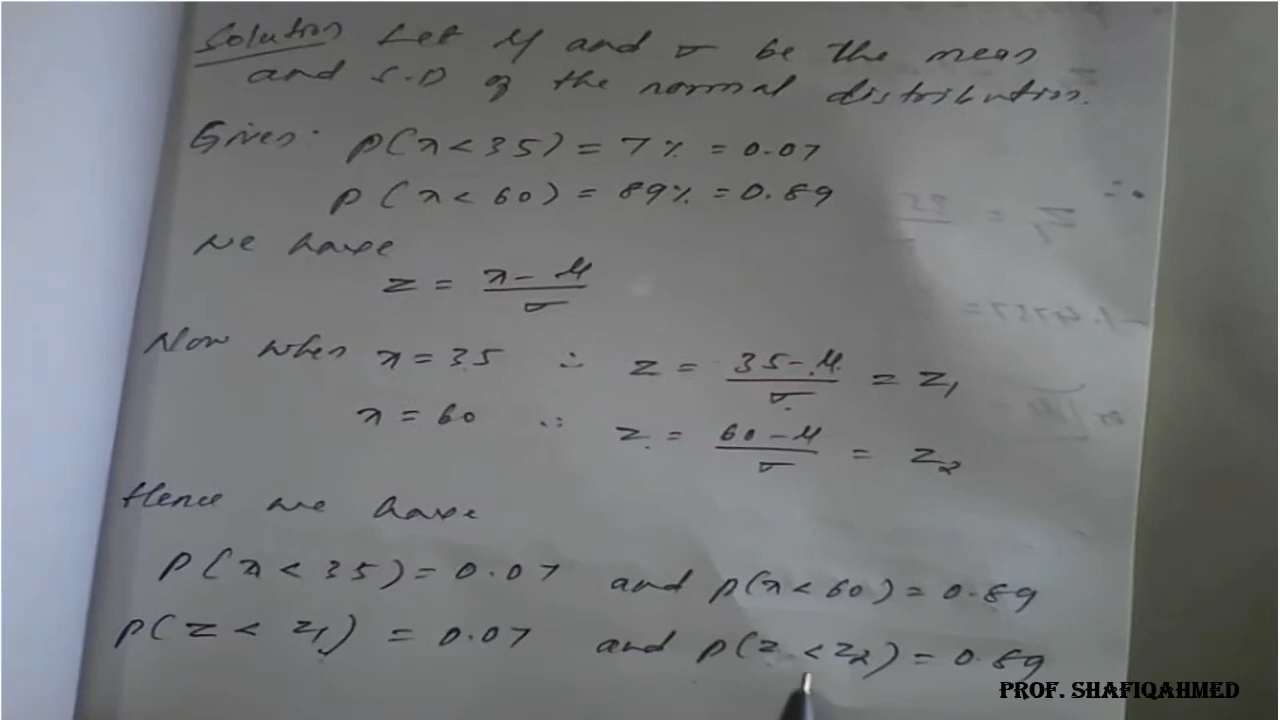 Solution Let μ and σ be the mean
and S.D of the normal distribution.
Given: P(x < 35) = 7% = 0.07
P(x < 60) = 89% = 0.89
We have
z = (x - μ) / σ
Now when x = 35 ∴ z = (35 - μ) / σ = z₁
x = 60 ∴ z = (60 - μ) / σ = z₂
Hence we have
P(x < 35) = 0.07 and P(x < 60) = 0.89
P(z < z₁) = 0.07 and P(z < z₂) = 0.89
PROF. SHAFIQAHMED